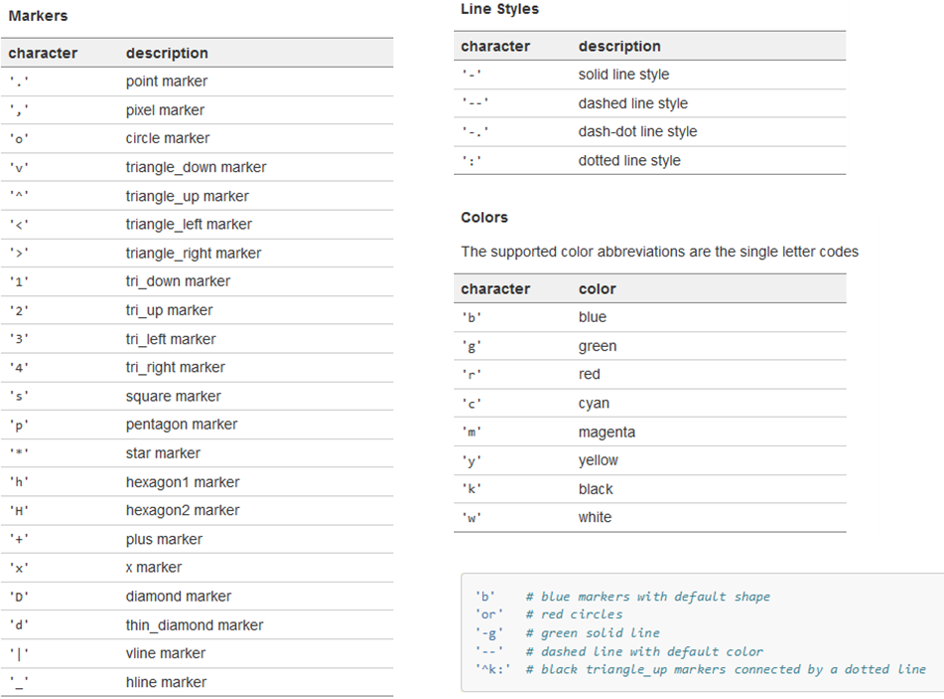 Markers
character description
'.' point marker
',' pixel marker
'o' circle marker
'v' triangle_down marker
'^' triangle_up marker
'<' triangle_left marker
'>' triangle_right marker
'1' tri_down marker
'2' tri_up marker
'3' tri_left marker
'4' tri_right marker
's' square marker
'p' pentagon marker
'*' star marker
'h' hexagon1 marker
'H' hexagon2 marker
'+' plus marker
'x' x marker
'D' diamond marker
'd' thin_diamond marker
'|' vline marker
'_' hline marker
Line Styles
character description
'-' solid line style
'--' dashed line style
'-.' dash-dot line style
':' dotted line style
Colors
The supported color abbreviations are the single letter codes
character color
'b' blue
'g' green
'r' red
'c' cyan
'm' magenta
'y' yellow
'k' black
'w' white
'b' # blue markers with default shape
'or' # red circles
'-g' # green solid line
'--' # dashed line with default color
'^k:' # black triangle_up markers connected by a dotted line